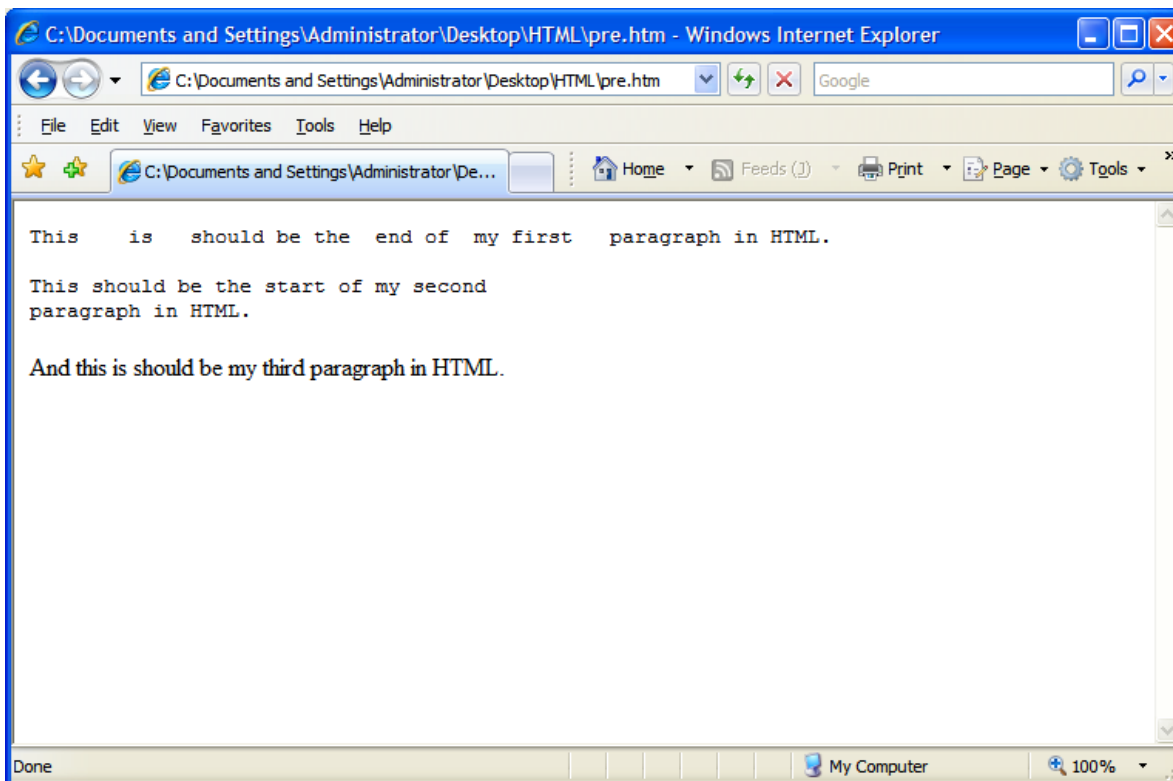 C:\Documents and Settings\Administrator\Desktop\HTML\pre.htm - Windows Internet Explorer
C:\Documents and Settings\Administrator\Desktop\HTML\pre.htm Google
File Edit View Favorites Tools Help
C:\Documents and Settings\Administrator\De... Home Feeds (J) Print Page Tools »
This    is   should be the  end of  my first   paragraph in HTML.
This should be the start of my second
paragraph in HTML.
And this is should be my third paragraph in HTML.
Done My Computer 100%